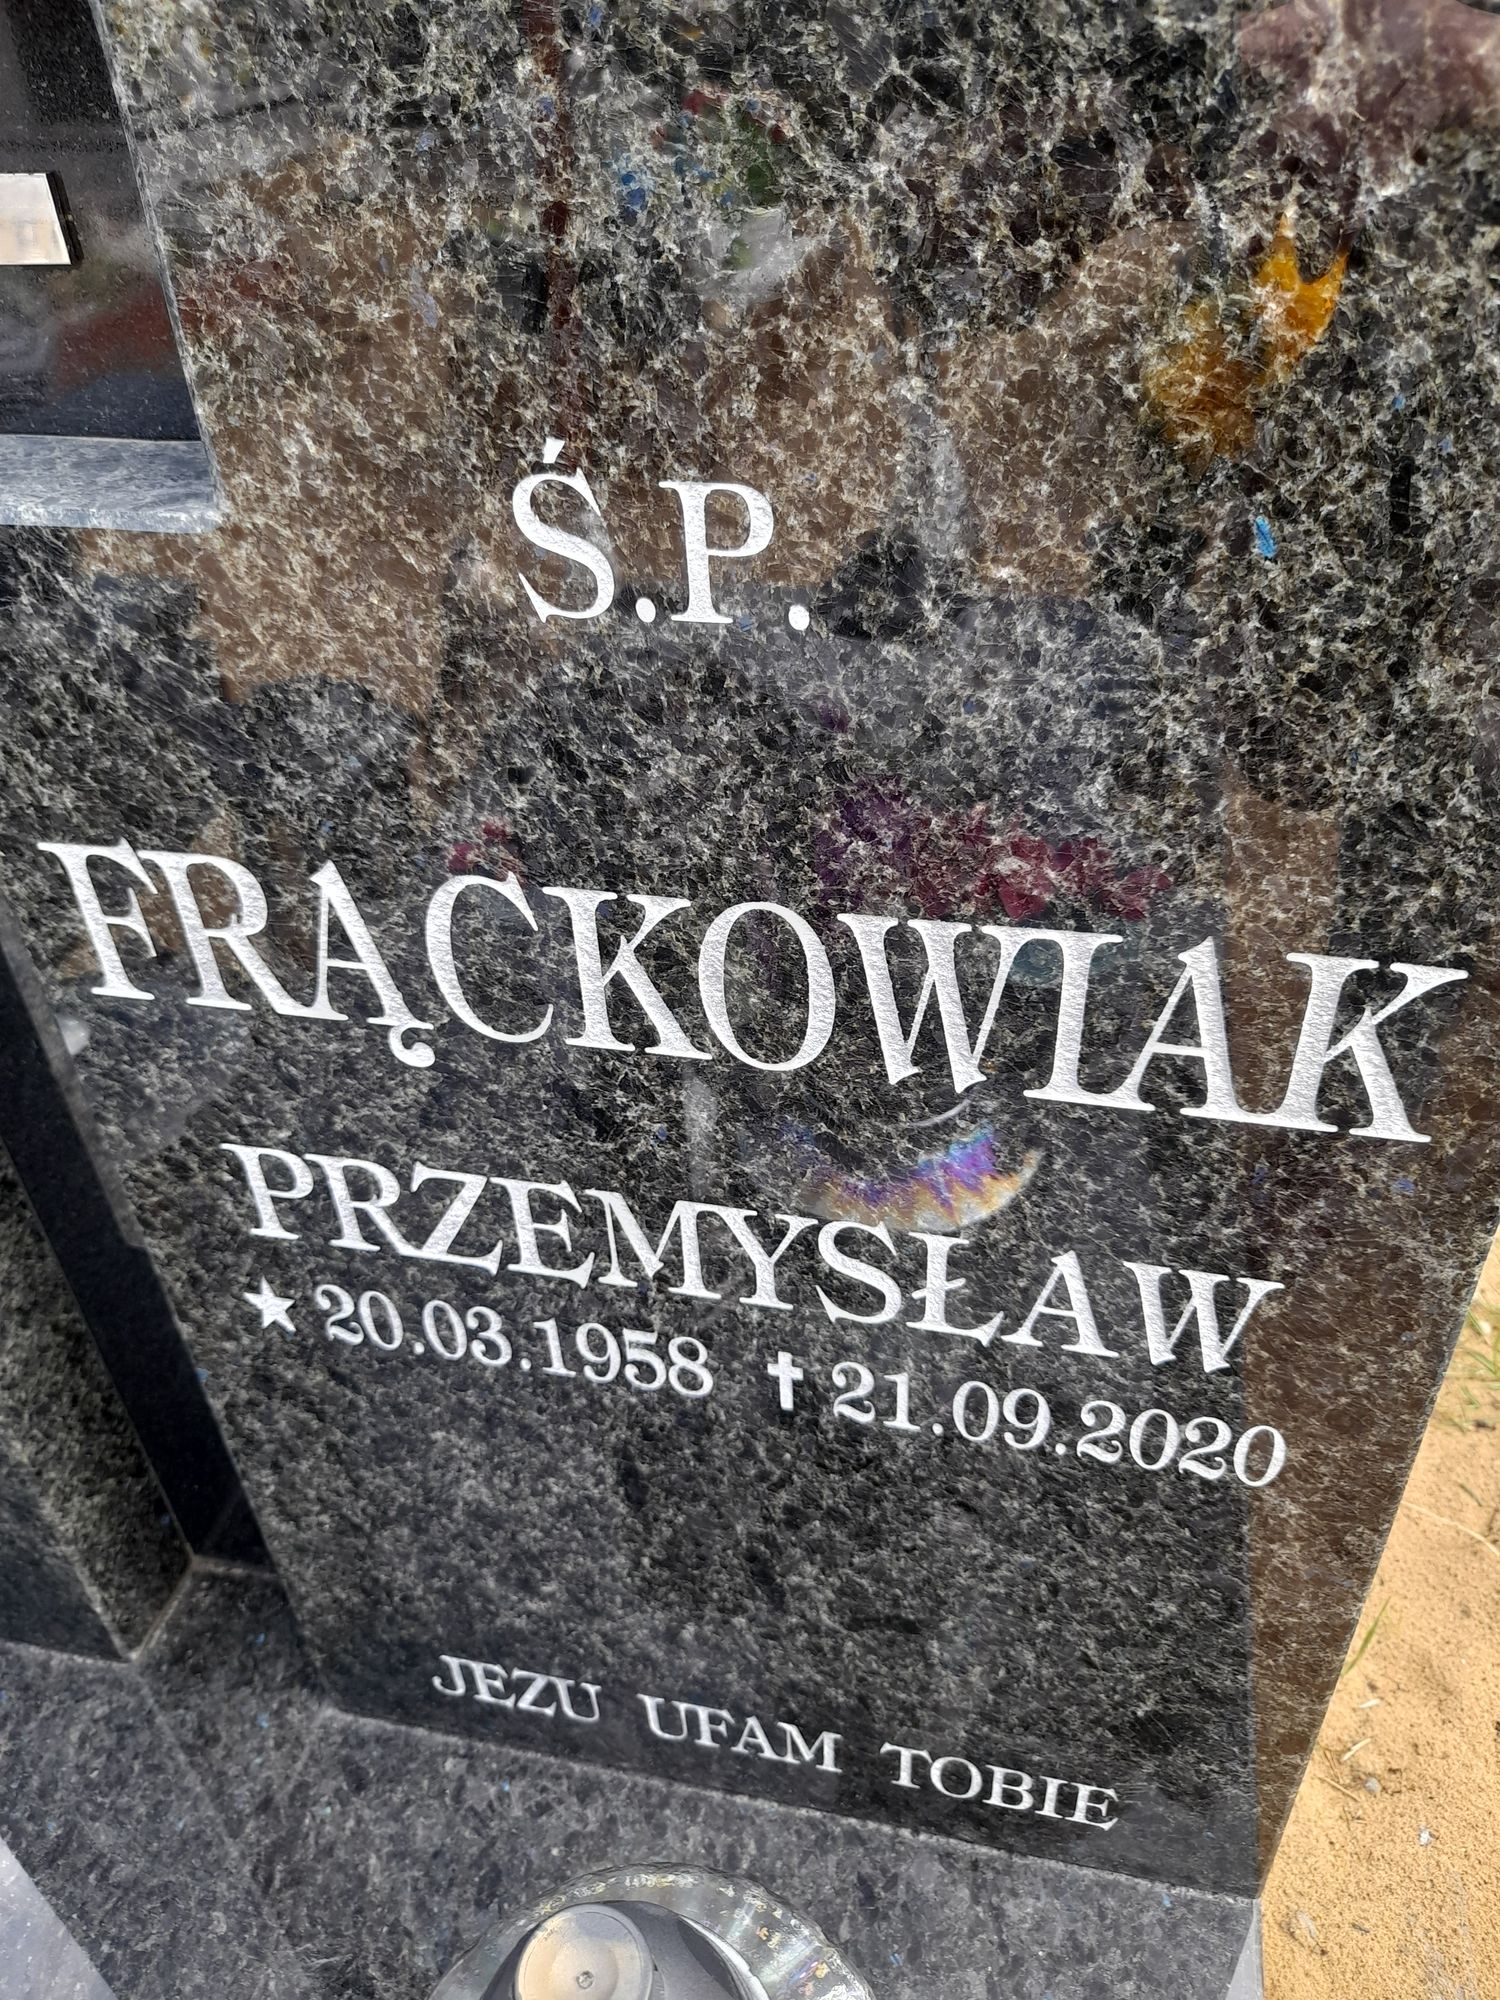 Ś.P.
FRĄCKOWIAK
PRZEMYSŁAW
★ 20.03.1958 ✝ 21.09.2020
JEZU UFAM TOBIE